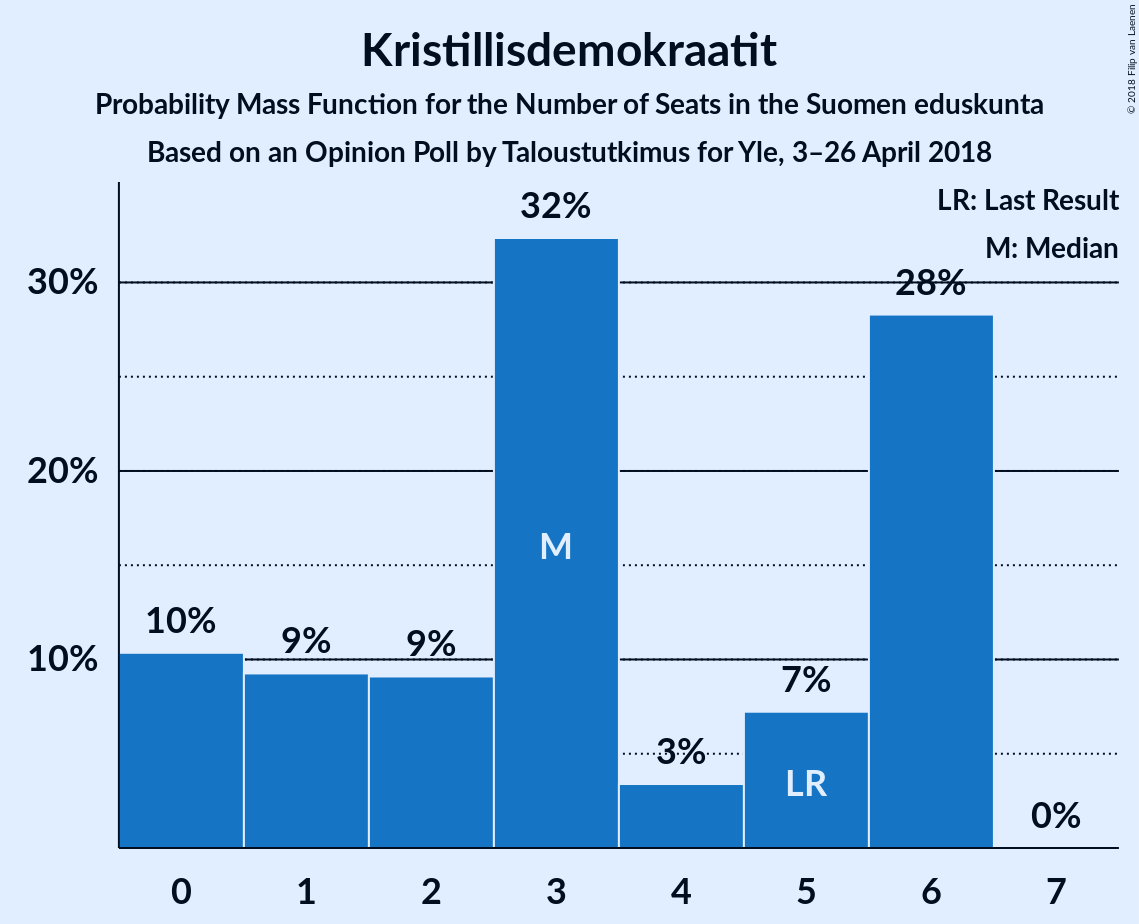 Kristillisdemokraatit
Probability Mass Function for the Number of Seats in the Suomen eduskunta
Based on an Opinion Poll by Taloustutkimus for Yle, 3–26 April 2018
© 2018 Filip van Laenen
LR: Last Result
M: Median
30%
20%
10%
10%
9%
9%
32%
3%
7%
28%
0%
M
LR
0 1 2 3 4 5 6 7